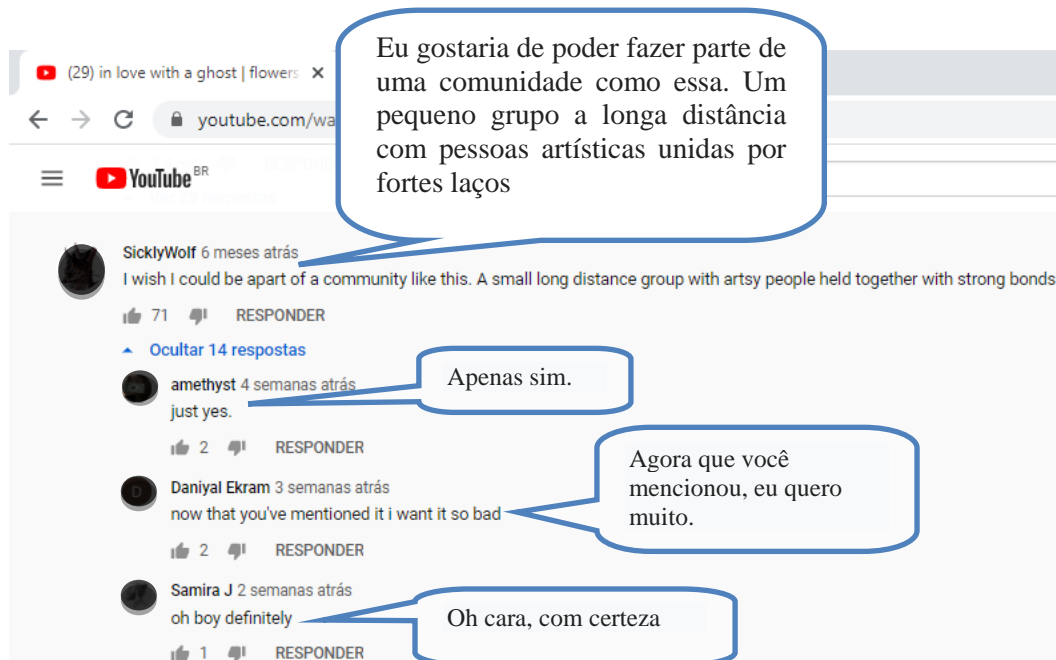 Eu gostaria de poder fazer parte de
uma comunidade como essa. Um
pequeno grupo a longa distância
com pessoas artísticas unidas por
fortes laços
(29) in love with a ghost | flowers
youtube.com/wa
YouTube BR
SicklyWolf 6 meses atrás
I wish I could be apart of a community like this. A small long distance group with artsy people held together with strong bonds
71 RESPONDER
Ocultar 14 respostas
Apenas sim.
amethyst 4 semanas atrás
just yes.
2 RESPONDER
Agora que você
mencionou, eu quero
muito.
Daniyal Ekram 3 semanas atrás
now that you've mentioned it i want it so bad
2 RESPONDER
Samira J 2 semanas atrás
oh boy definitely
Oh cara, com certeza
1 RESPONDER